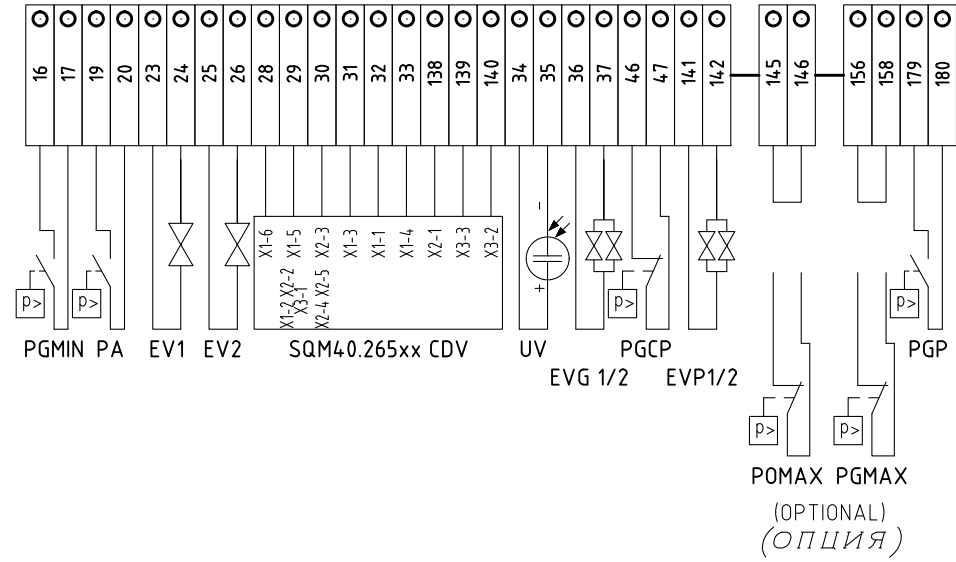 16 17 19 20 23 24 25 26 28 29 30 31 32 33 138 139 140 34 35 36 37 46 47 141 142 145 146 156 158 179 180
X1-6 X1-5 X2-3 X1-3 X1-1 X1-4 X2-1 X3-3 X3-2
X1-2 X2-2 X2-4 X2-5
X3-1
- +
p> p> p> p>
PGMIN PA EV1 EV2 SQM40.265xx CDV UV PGCP PGP
EVG 1/2 EVP1/2
p> p>
POMAX PGMAX
(OPTIONAL)
(ОПЦИЯ)